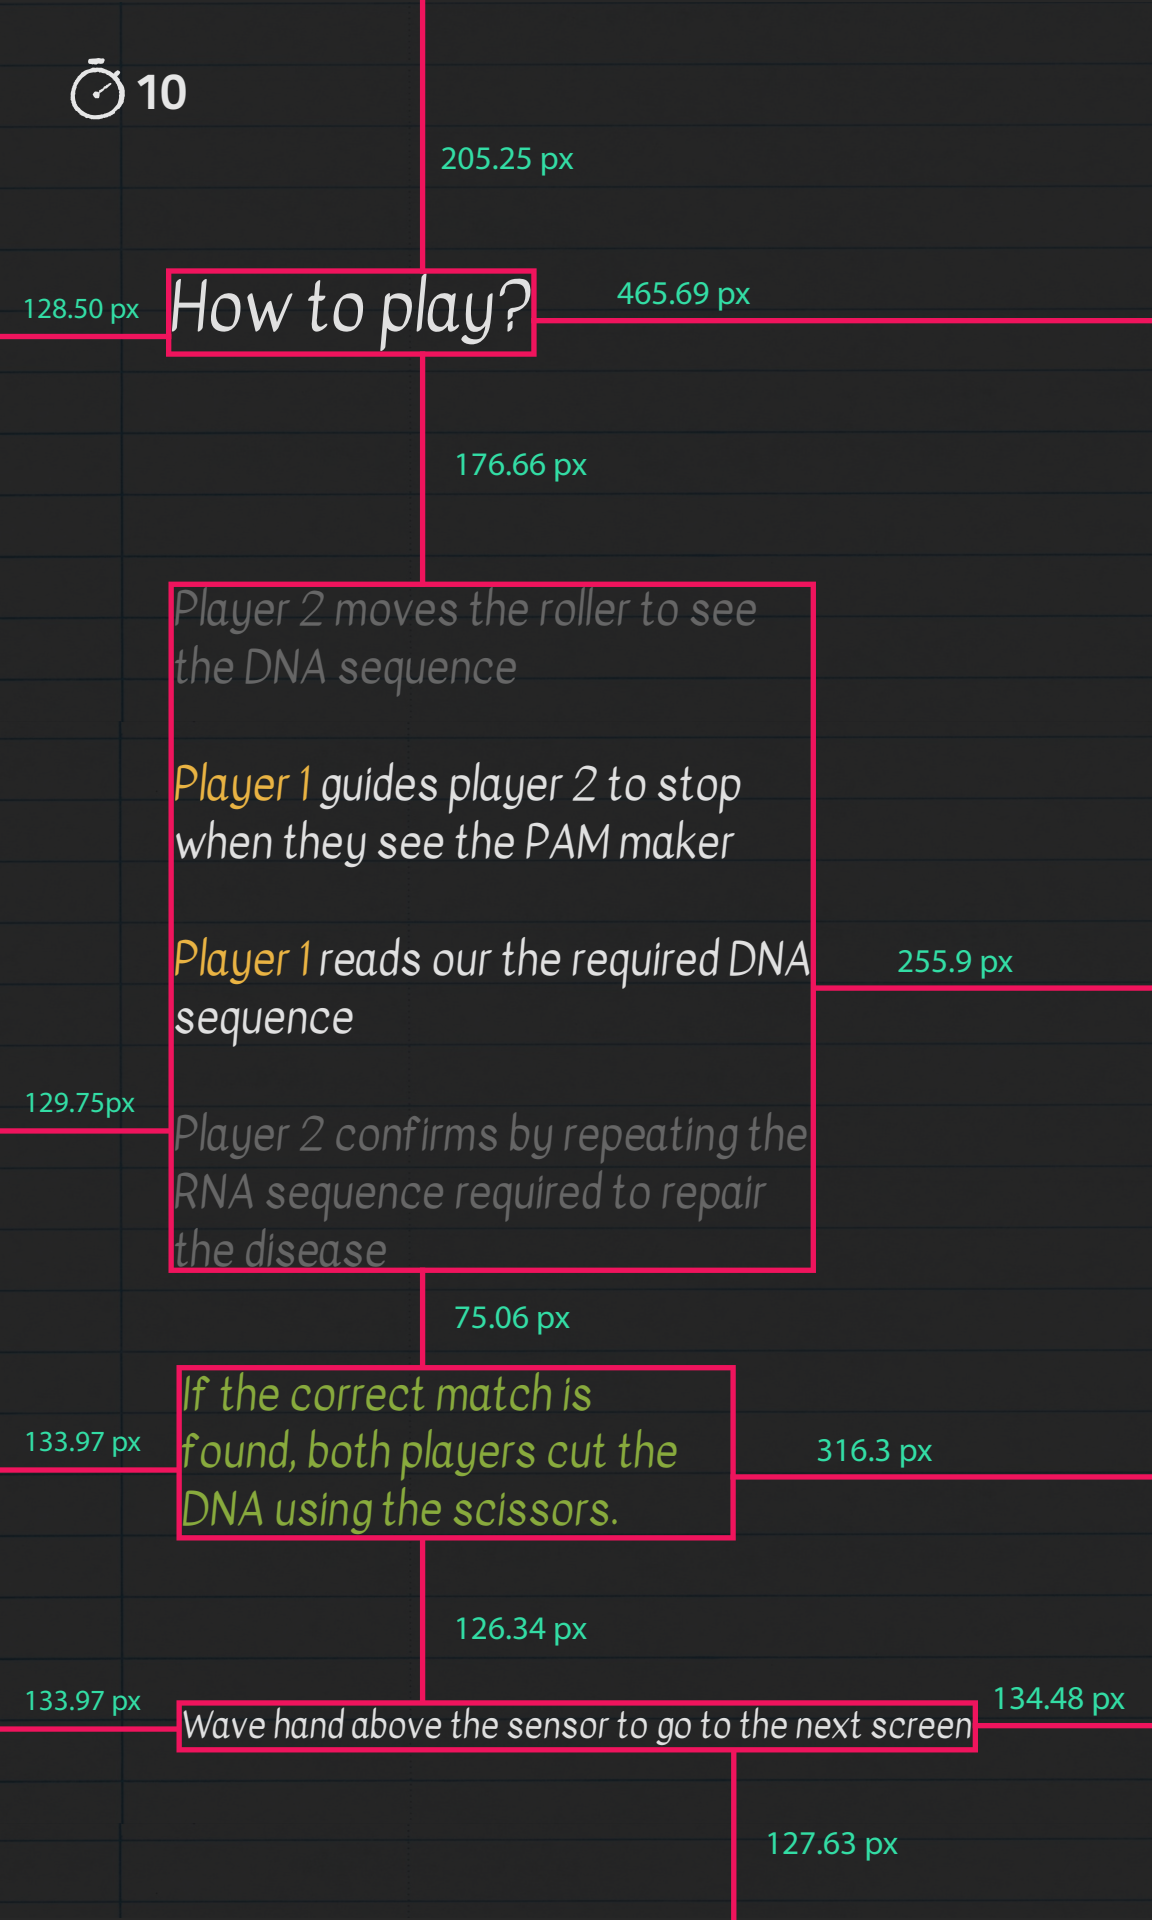 10
205.25 px
How to play?
128.50 px
465.69 px
176.66 px
Player 2 moves the roller to see
the DNA sequence
Player 1 guides player 2 to stop
when they see the PAM maker
Player 1 reads our the required DNA
sequence
255.9 px
129.75px
Player 2 confirms by repeating the
RNA sequence required to repair
the disease
75.06 px
If the correct match is
found, both players cut the
DNA using the scissors.
133.97 px
316.3 px
126.34 px
133.97 px
Wave hand above the sensor to go to the next screen
134.48 px
127.63 px